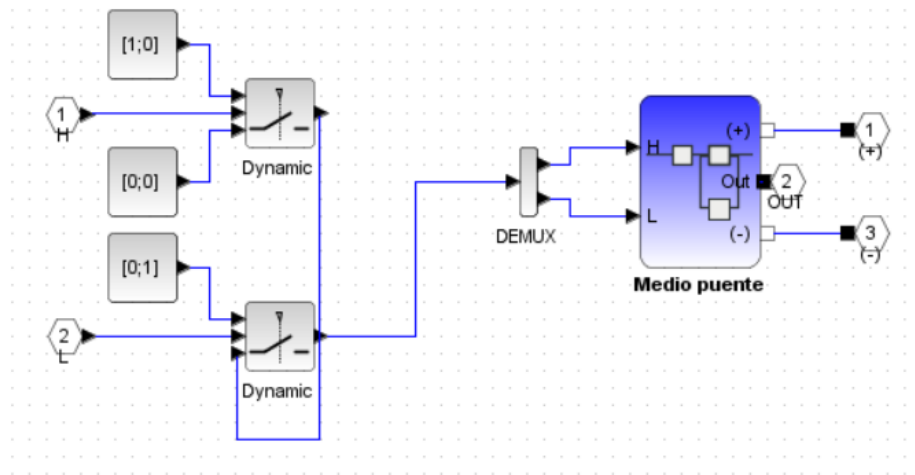 [1;0]
1
H
Dynamic
[0;0]
[0;1]
2
L
Dynamic
DEMUX
H
L
(+)
Out
(-)
Medio puente
1
(+)
2
OUT
3
(-)